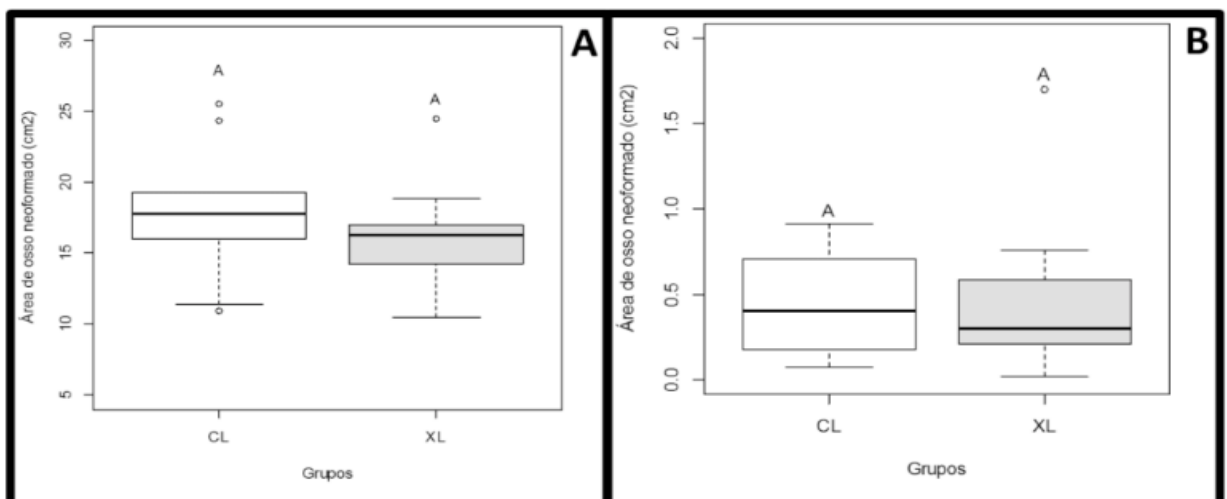 A
Área de osso neoformado (cm2)
30
25
20
15
10
5
A
A
CL
XL
Grupos
B
Área de osso neoformado (cm2)
2.0
1.5
1.0
0.5
0.0
A
A
CL
XL
Grupos